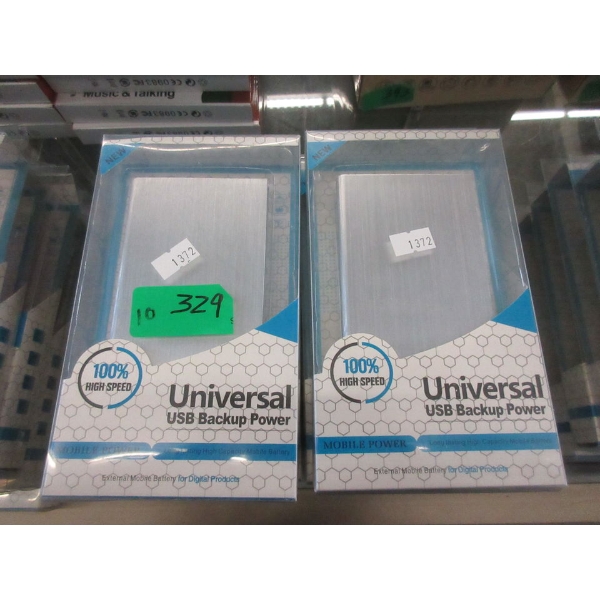 Music & Talking
NEW
1372
10 329
100%
HIGH SPEED
Universal
USB Backup Power
MOBILE POWER
External Mobile Battery for Digital Products
NEW
1372
100%
HIGH SPEED
Universal
USB Backup Power
MOBILE POWER
External Mobile Battery for Digital Products